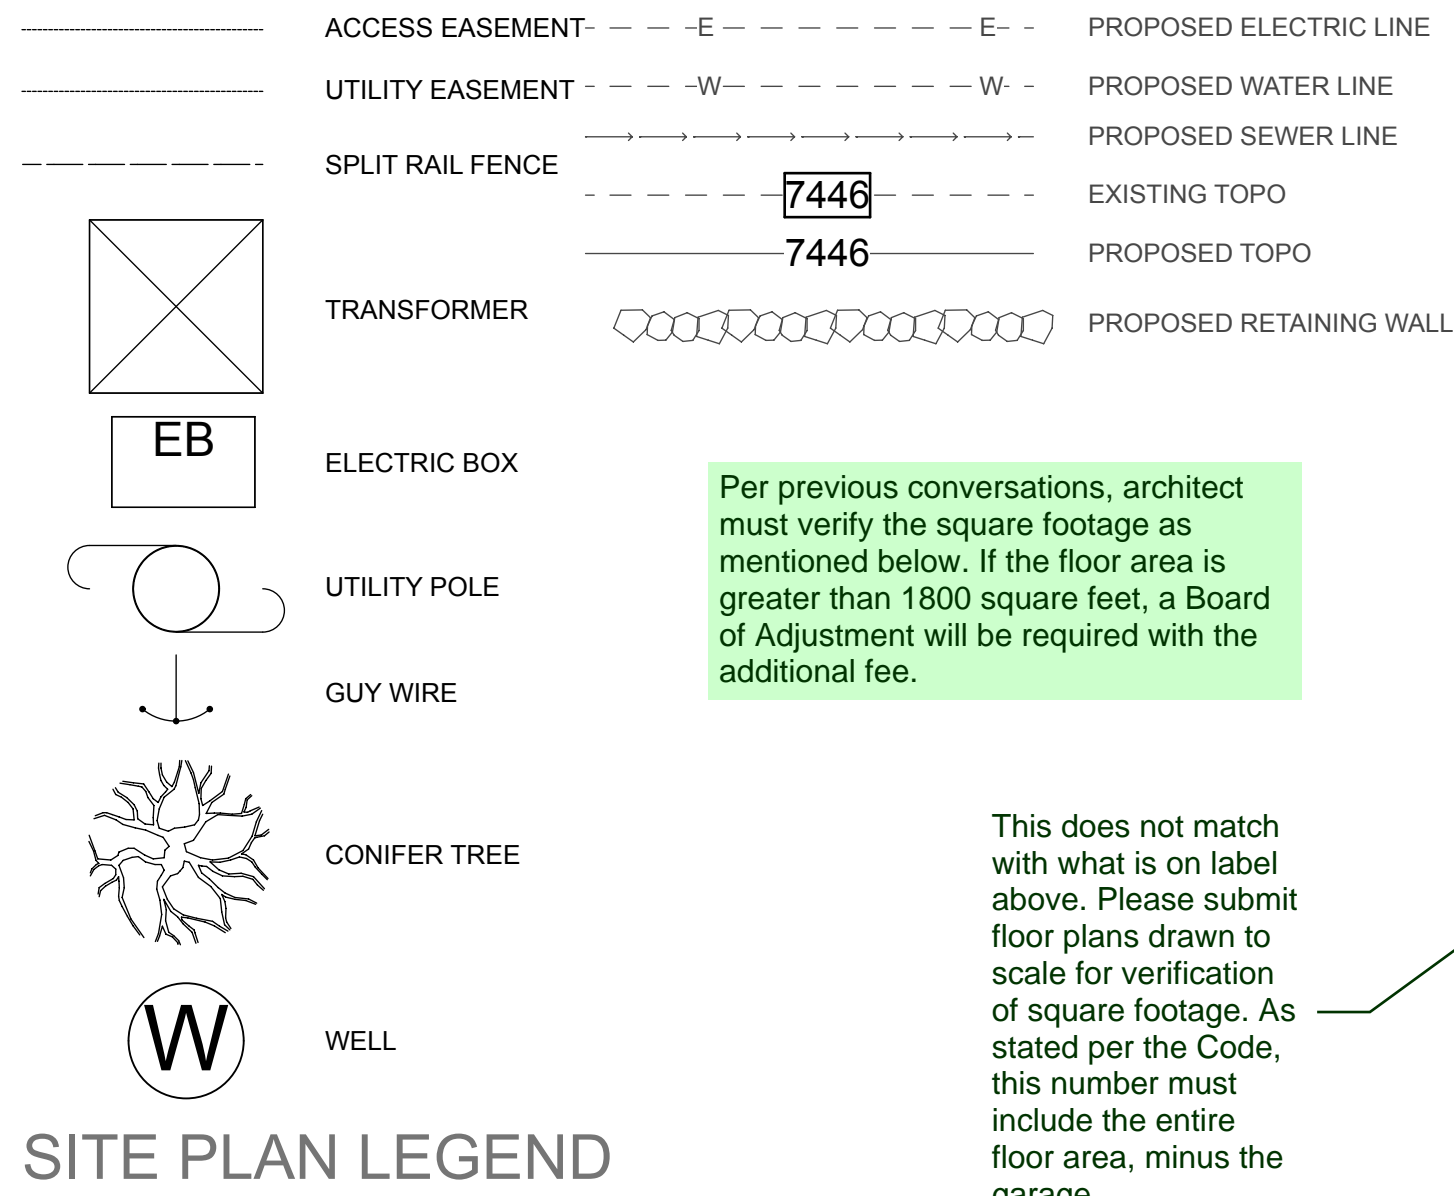 ACCESS EASEMENT
UTILITY EASEMENT
SPLIT RAIL FENCE
TRANSFORMER
EB
ELECTRIC BOX
UTILITY POLE
GUY WIRE
CONIFER TREE
W
WELL
E E
PROPOSED ELECTRIC LINE
W W
PROPOSED WATER LINE
PROPOSED SEWER LINE
7446
EXISTING TOPO
7446
PROPOSED TOPO
PROPOSED RETAINING WALL
Per previous conversations, architect
must verify the square footage as
mentioned below. If the floor area is
greater than 1800 square feet, a Board
of Adjustment will be required with the
additional fee.
This does not match
with what is on label
above. Please submit
floor plans drawn to
scale for verification
of square footage. As
stated per the Code,
this number must
include the entire
floor area, minus the
garage
SITE PLAN LEGEND